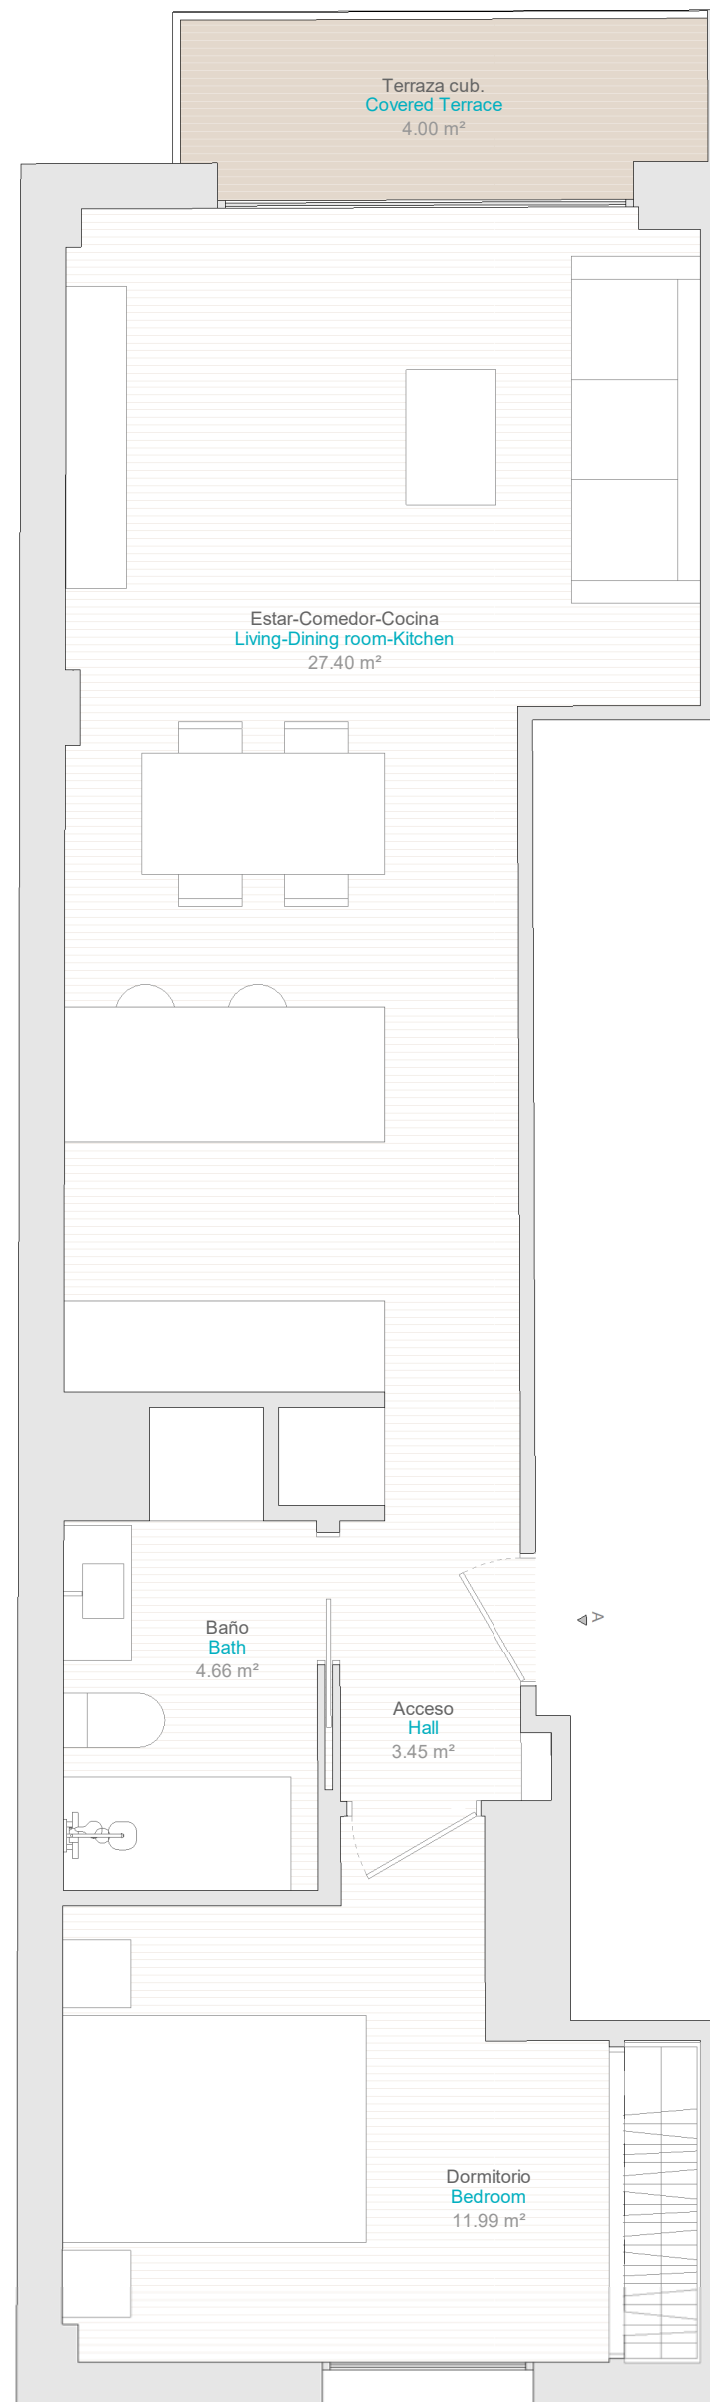 Terraza cub.
Covered Terrace
4.00 m²
Estar-Comedor-Cocina
Living-Dining room-Kitchen
27.40 m²
A
Baño
Bath
4.66 m²
Acceso
Hall
3.45 m²
Dormitorio
Bedroom
11.99 m²